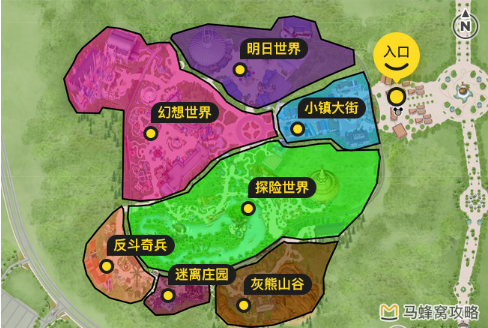 明日世界
入口
N
幻想世界
小镇大街
探险世界
反斗奇兵
迷离庄园
灰熊山谷
马蜂窝攻略